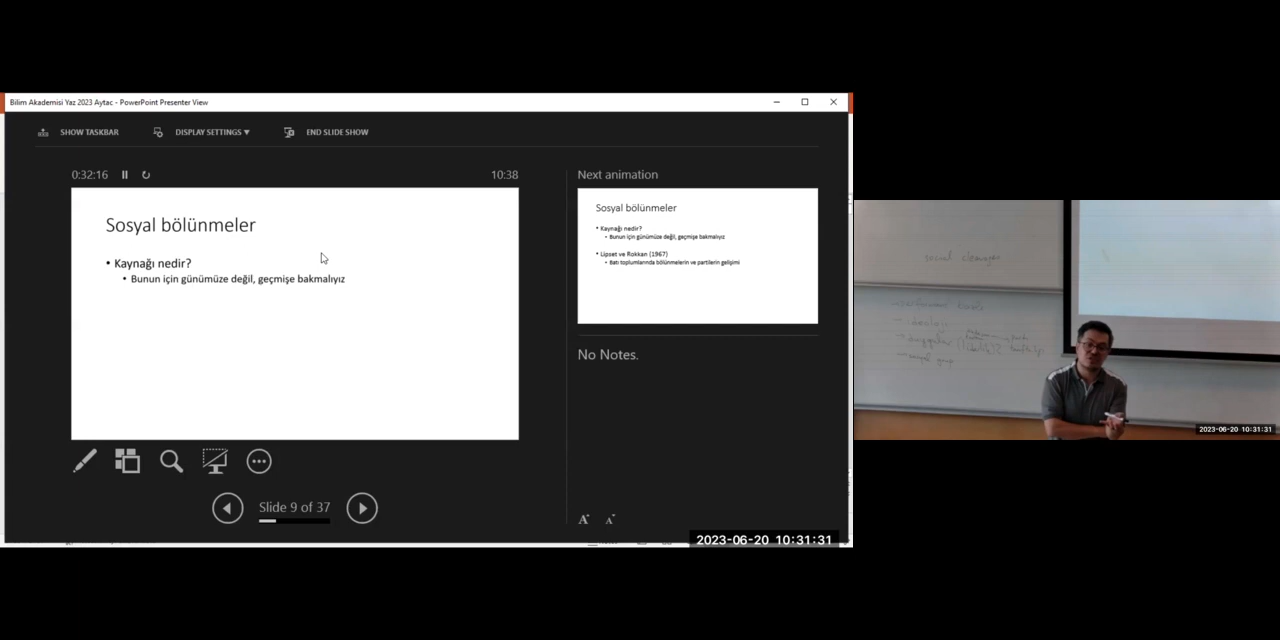 Bilim Akademisi Yaz 2023 Aytac - PowerPoint Presenter View
SHOW TASKBAR
DISPLAY SETTINGS ▼
END SLIDE SHOW
0:32:16
10:38
Sosyal bölünmeler
• Kaynağı nedir?
• Bunun için günümüze değil, geçmişe bakmalıyız
Slide 9 of 37
Next animation
Sosyal bölünmeler
• Kaynağı nedir?
• Bunun için günümüze değil, geçmişe bakmalıyız
• Lipset ve Rokkan (1967)
• Batı toplumlarında bölünmelerin ve partilerin gelişimi
No Notes.
A A
2023-06-20 10:31:31
social cleavages
2023-06-20 10:31:31